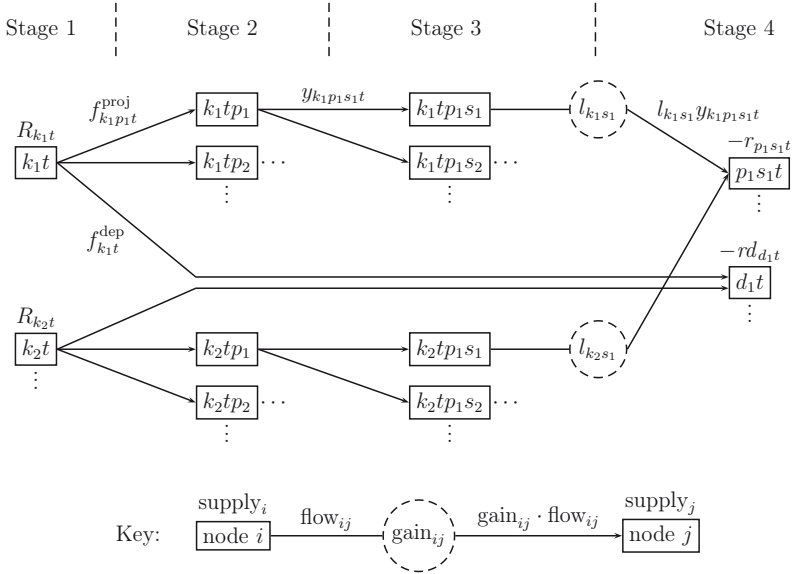 Stage 1 Stage 2 Stage 3 Stage 4
f^{proj}_{k_1p_1t} k_1tp_1 y_{k_1p_1s_1t} k_1tp_1s_1 l_{k_1s_1} l_{k_1s_1}y_{k_1p_1s_1t}
R_{k_1t} -r_{p_1s_1t}
k_1t k_1tp_2 ··· k_1tp_1s_2 ··· p_1s_1t
⋮ ⋮ ⋮
f^{dep}_{k_1t} -rd_{d_1t}
d_1t
R_{k_2t} ⋮
k_2t k_2tp_1 k_2tp_1s_1 l_{k_2s_1}
⋮
k_2tp_2 ··· k_2tp_1s_2 ···
⋮ ⋮
supply_i flow_{ij} gain_{ij} · flow_{ij} supply_j
Key: node i gain_{ij} node j